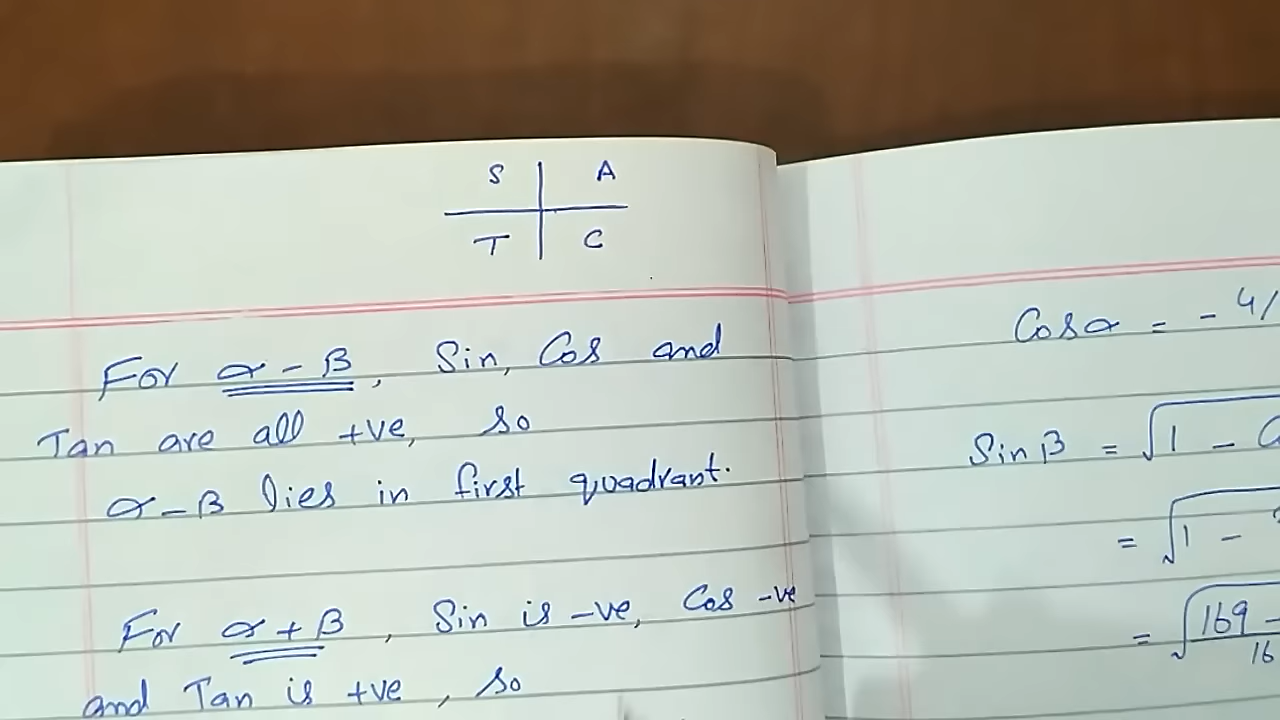 S A
T C
For α - β, Sin, Cos and
Tan are all +ve, so
α - β lies in first quadrant.
For α + β, Sin is -ve, Cos -ve
and Tan is +ve, so
Cos α = - 4/
Sin β = √1 -
= √1 -
= √169 -
16